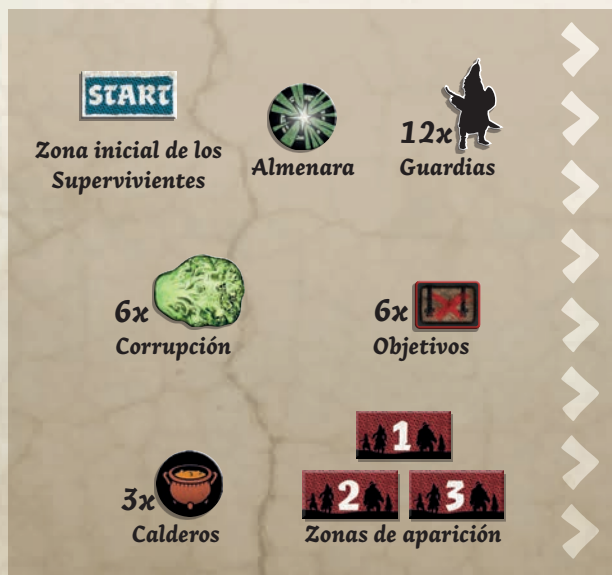 START
Zona inicial de los
Supervivientes
Almenara
12x
Guardias
6x
Corrupción
6x
Objetivos
3x
Calderos
1
2 3
Zonas de aparición